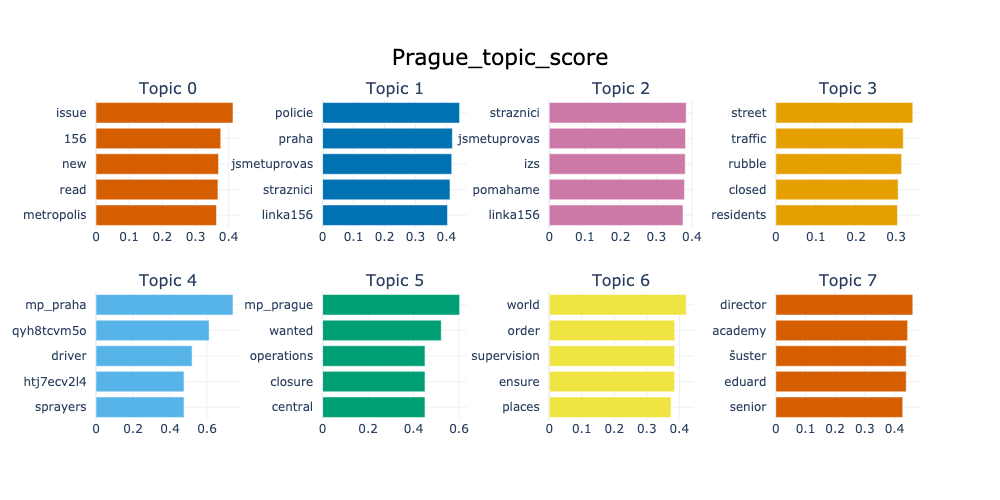 Prague_topic_score
Topic 0
issue
156
new
read
metropolis
0 0.1 0.2 0.3 0.4
Topic 1
policie
praha
jsmetuprovas
straznici
linka156
0 0.1 0.2 0.3 0.4
Topic 2
straznici
jsmetuprovas
izs
pomahame
linka156
0 0.1 0.2 0.3 0.4
Topic 3
street
traffic
rubble
closed
residents
0 0.1 0.2 0.3
Topic 4
mp_praha
qyh8tcvm5o
driver
htj7ecv2l4
sprayers
0 0.2 0.4 0.6
Topic 5
mp_prague
wanted
operations
closure
central
0 0.2 0.4 0.6
Topic 6
world
order
supervision
ensure
places
0 0.1 0.2 0.3 0.4
Topic 7
director
academy
šuster
eduard
senior
0 0.1 0.2 0.3 0.4